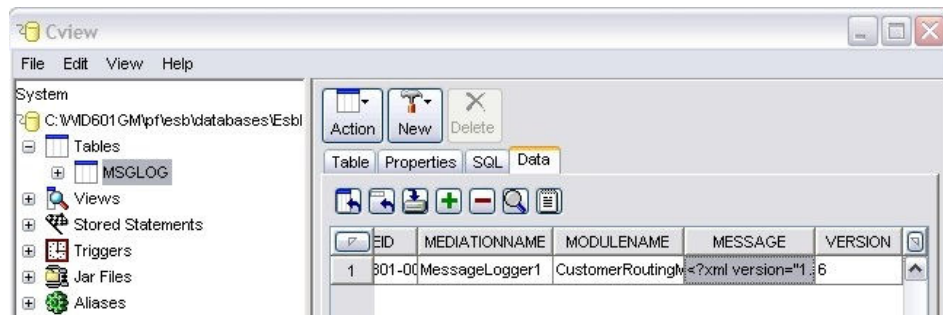 Cview
File Edit View Help
System
C:\WID601GM\pf\esb\databases\Esbl
Tables
MSGLOG
Views
Stored Statements
Triggers
Jar Files
Aliases
Action New Delete
Table Properties SQL Data
EID MEDIATIONNAME MODULENAME MESSAGE VERSION
1 MessageLogger1 <?xml version="1. 6